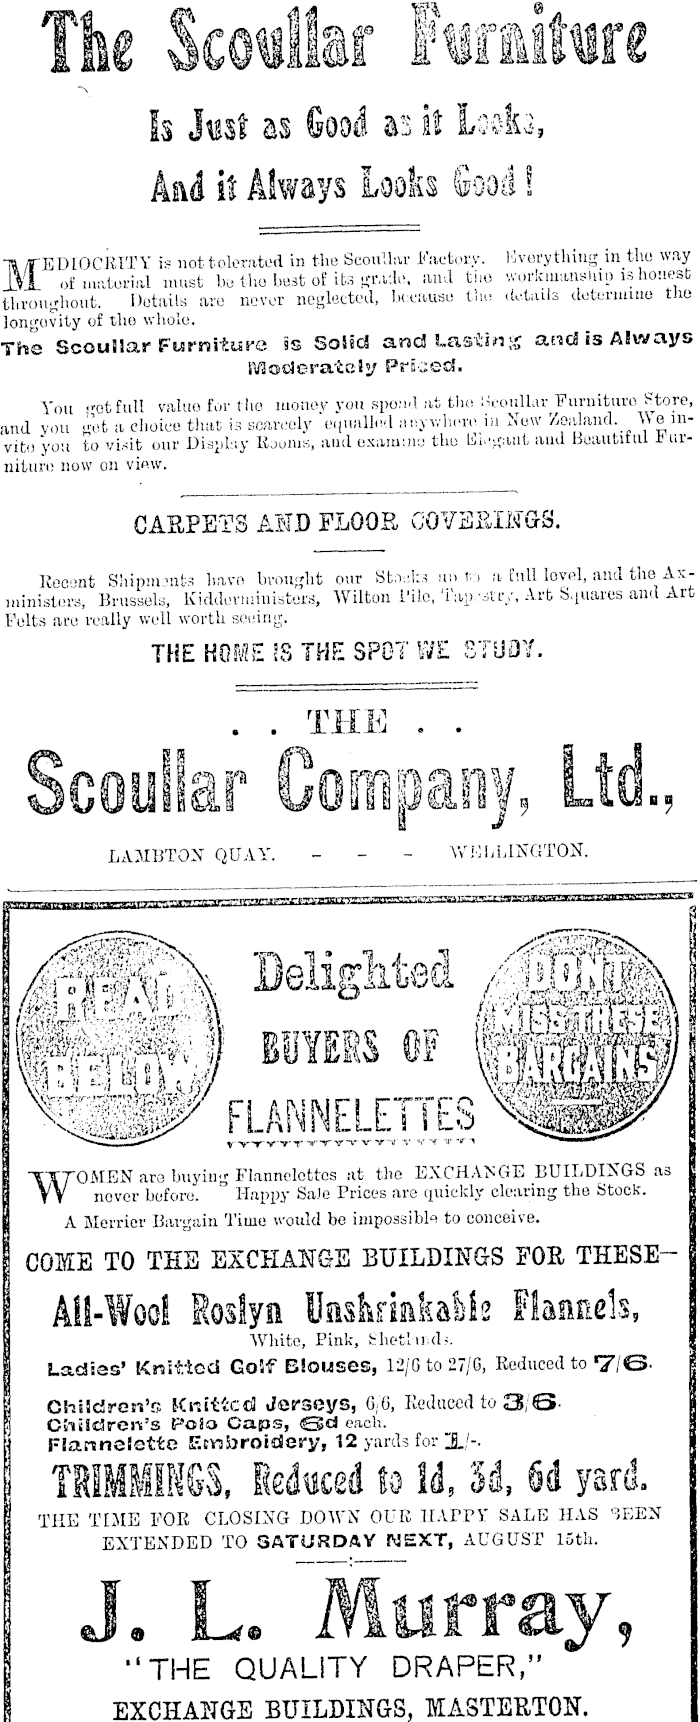 The Scoullar Furniture
Is Just as Good as it Looks,
And it Always Looks Good!
MEDIOCRITY is not tolerated in the Scoullar Factory. Everything in the way
of material must be the best of its grade, and the workmanship is honest
throughout. Details are never neglected, because the details determine the
longevity of the whole.
The Scoullar Furniture is Solid and Lasting and is Always
Moderately Priced.
You get full value for the money you spend at the Scoullar Furniture Store,
and you get a choice that is scarcely equalled anywhere in New Zealand. We in-
vite you to visit our Display Rooms, and examine the Elegant and Beautiful Fur-
niture now on view.
CARPETS AND FLOOR COVERINGS.
Recent Shipments have brought our Stocks up to a full level, and the Ax-
ministers, Brussels, Kidderministers, Wilton Pile, Tapestry, Art Squares and Art
Felts are really well worth seeing.
THE HOME IS THE SPOT WE STUDY.
. . THE . .
Scoullar Company, Ltd.,
LAMBTON QUAY. - - - WELLINGTON.
READ
BELOW
Delighted
BUYERS OF
FLANNELETTES
DONT
MISS THESE
BARGAINS
WOMEN are buying Flannelettes at the EXCHANGE BUILDINGS as
never before. Happy Sale Prices are quickly clearing the Stock.
A Merrier Bargain Time would be impossible to conceive.
COME TO THE EXCHANGE BUILDINGS FOR THESE—
All-Wool Roslyn Unshrinkable Flannels,
White, Pink, Shetlands.
Ladies' Knitted Golf Blouses, 12/6 to 27/6, Reduced to 7/6.
Children's Knitted Jerseys, 6/6, Reduced to 3/6.
Children's Polo Caps, 6d each.
Flannelette Embroidery, 12 yards for 1/-.
TRIMMINGS, Reduced to 1d, 3d, 6d yard.
THE TIME FOR CLOSING DOWN OUR HAPPY SALE HAS BEEN
EXTENDED TO SATURDAY NEXT, AUGUST 15th.
J. L. Murray,
"THE QUALITY DRAPER,"
EXCHANGE BUILDINGS, MASTERTON.